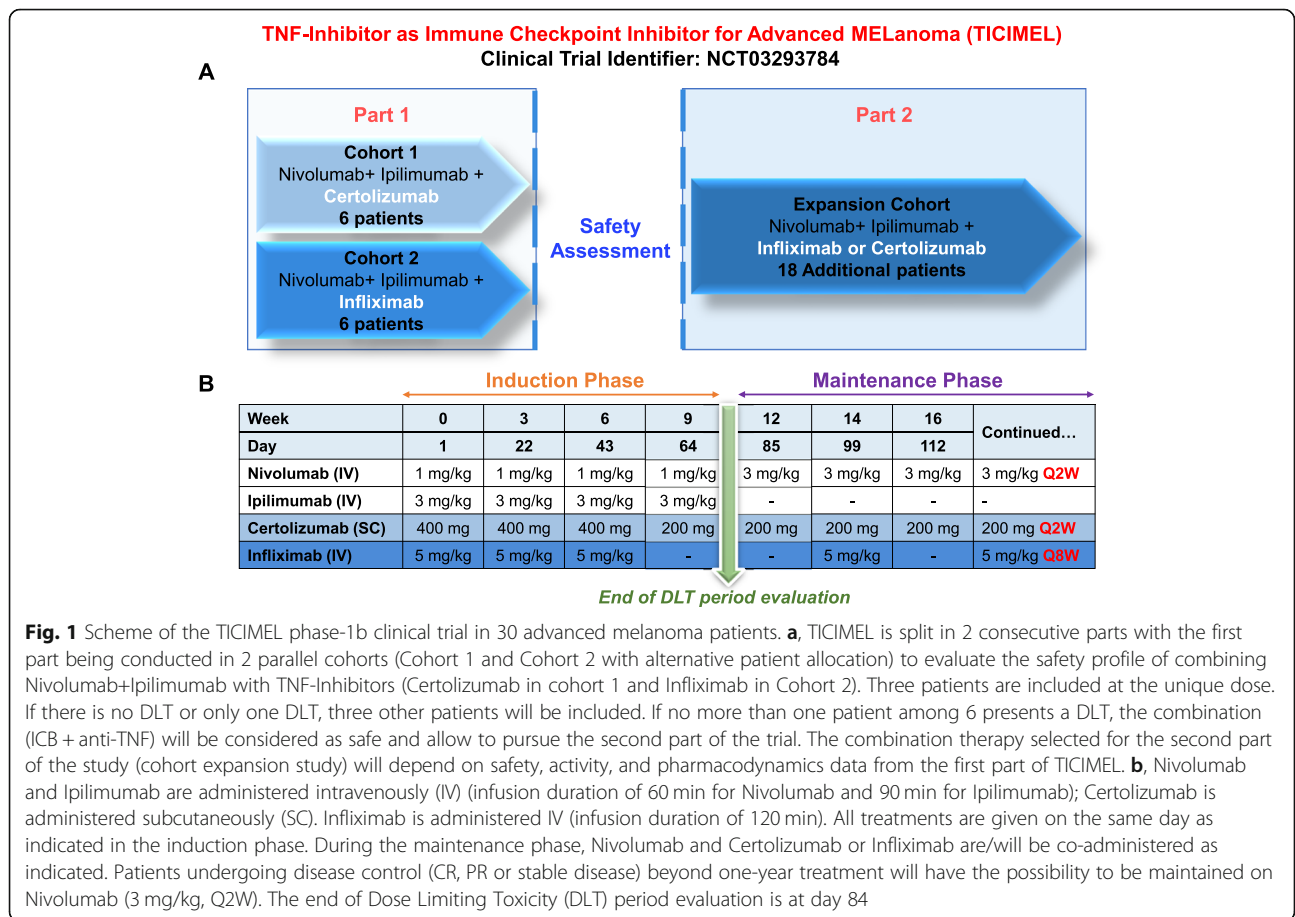 TNF-Inhibitor as Immune Checkpoint Inhibitor for Advanced MELanoma (TICIMEL)
Clinical Trial Identifier: NCT03293784
A
Part 1
Cohort 1
Nivolumab+ Ipilimumab +
Certolizumab
6 patients
Cohort 2
Nivolumab+ Ipilimumab +
Infliximab
6 patients
Safety
Assessment
Part 2
Expansion Cohort
Nivolumab+ Ipilimumab +
Infliximab or Certolizumab
18 Additional patients
B
Induction Phase Maintenance Phase
Week 0 3 6 9 12 14 16 Continued...
Day 1 22 43 64 85 99 112
Nivolumab (IV) 1 mg/kg 1 mg/kg 1 mg/kg 1 mg/kg 3 mg/kg 3 mg/kg 3 mg/kg 3 mg/kg Q2W
Ipilimumab (IV) 3 mg/kg 3 mg/kg 3 mg/kg 3 mg/kg - - - -
Certolizumab (SC) 400 mg 400 mg 400 mg 200 mg 200 mg 200 mg 200 mg 200 mg Q2W
Infliximab (IV) 5 mg/kg 5 mg/kg 5 mg/kg - - 5 mg/kg - 5 mg/kg Q8W
End of DLT period evaluation
Fig. 1 Scheme of the TICIMEL phase-1b clinical trial in 30 advanced melanoma patients. a, TICIMEL is split in 2 consecutive parts with the first
part being conducted in 2 parallel cohorts (Cohort 1 and Cohort 2 with alternative patient allocation) to evaluate the safety profile of combining
Nivolumab+Ipilimumab with TNF-Inhibitors (Certolizumab in cohort 1 and Infliximab in Cohort 2). Three patients are included at the unique dose.
If there is no DLT or only one DLT, three other patients will be included. If no more than one patient among 6 presents a DLT, the combination
(ICB + anti-TNF) will be considered as safe and allow to pursue the second part of the trial. The combination therapy selected for the second part
of the study (cohort expansion study) will depend on safety, activity, and pharmacodynamics data from the first part of TICIMEL. b, Nivolumab
and Ipilimumab are administered intravenously (IV) (infusion duration of 60 min for Nivolumab and 90 min for Ipilimumab); Certolizumab is
administered subcutaneously (SC). Infliximab is administered IV (infusion duration of 120 min). All treatments are given on the same day as
indicated in the induction phase. During the maintenance phase, Nivolumab and Certolizumab or Infliximab are/will be co-administered as
indicated. Patients undergoing disease control (CR, PR or stable disease) beyond one-year treatment will have the possibility to be maintained on
Nivolumab (3 mg/kg, Q2W). The end of Dose Limiting Toxicity (DLT) period evaluation is at day 84